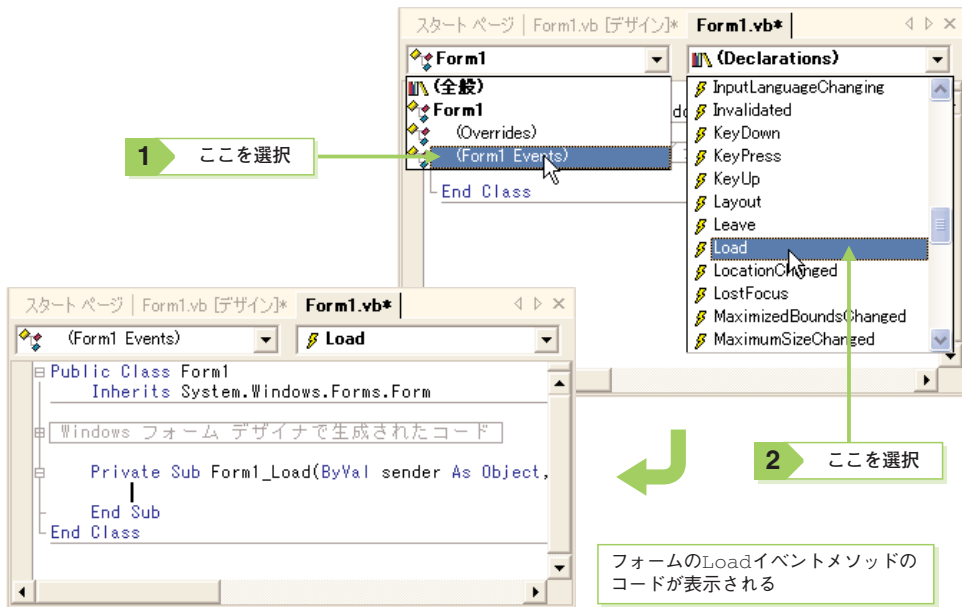 スタート ページ | Form1.vb [デザイン]* Form1.vb*
Form1
(Declarations)
(全般)
Form1
(Overrides)
(Form1 Events)
End Class
InputLanguageChanging
Invalidated
KeyDown
KeyPress
KeyUp
Layout
Leave
Load
LocationChanged
LostFocus
MaximizedBoundsChanged
MaximumSizeChanged
1 ここを選択
2 ここを選択
スタート ページ | Form1.vb [デザイン]* Form1.vb*
(Form1 Events)
Load
Public Class Form1
Inherits System.Windows.Forms.Form
Windows フォーム デザイナで生成されたコード
Private Sub Form1_Load(ByVal sender As Object,
End Sub
End Class
フォームのLoadイベントメソッドの
コードが表示される